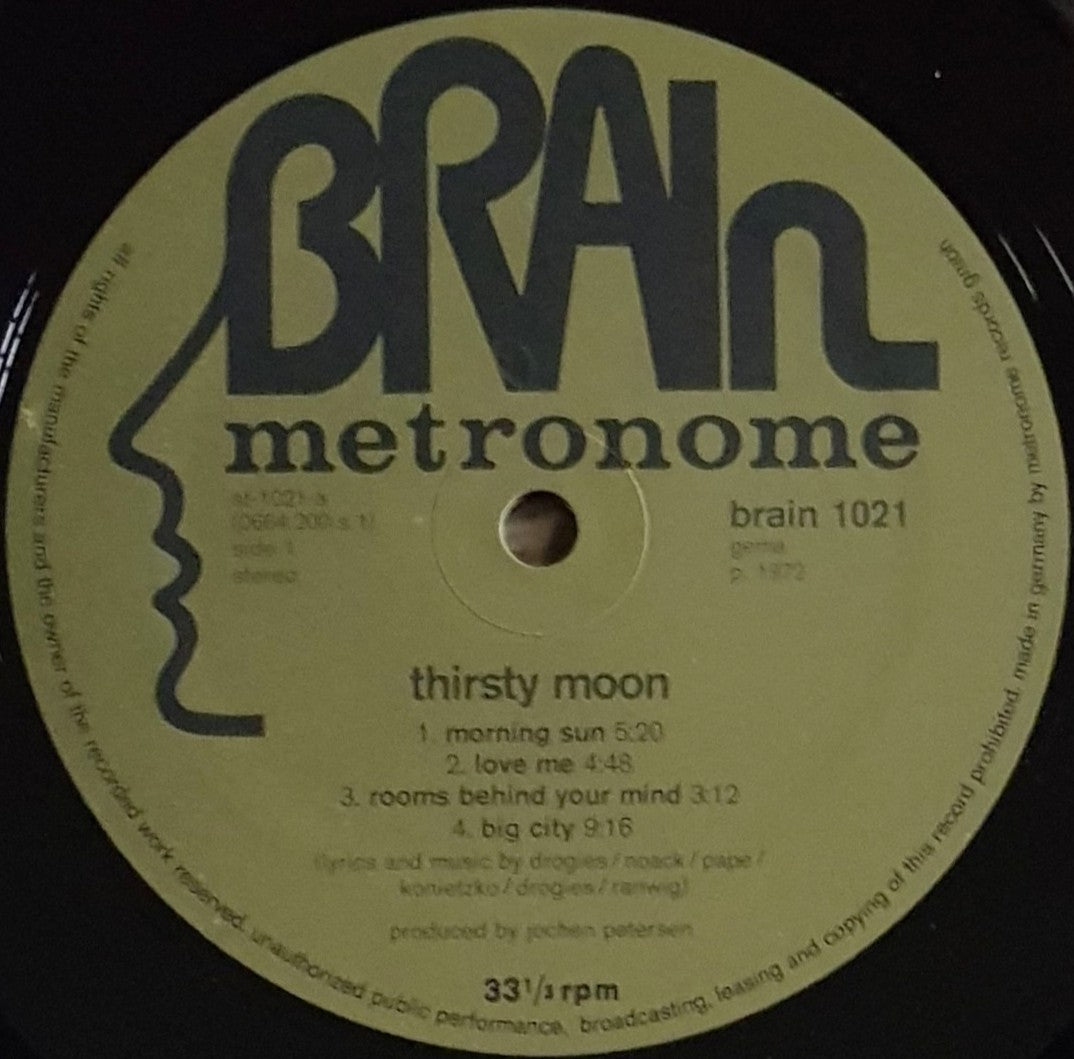 BRAIn
metronome
st-1021-a
(0664 200 s 1)
side 1
stereo
brain 1021
gema
p. 1972
thirsty moon
1. morning sun 5:20
2. love me 4:48
3. rooms behind your mind 3:12
4. big city 9:16
(lyrics and music by drogies / noack / pape /
konietzko / drogies / ranwig)
produced by jochen petersen
33 1/3 rpm
all rights of the manufacturers and the owner of the recorded work reserved. unauthorized public performance, broadcasting, leasing and copying of this record prohibited. made in germany by metronome records gmbh